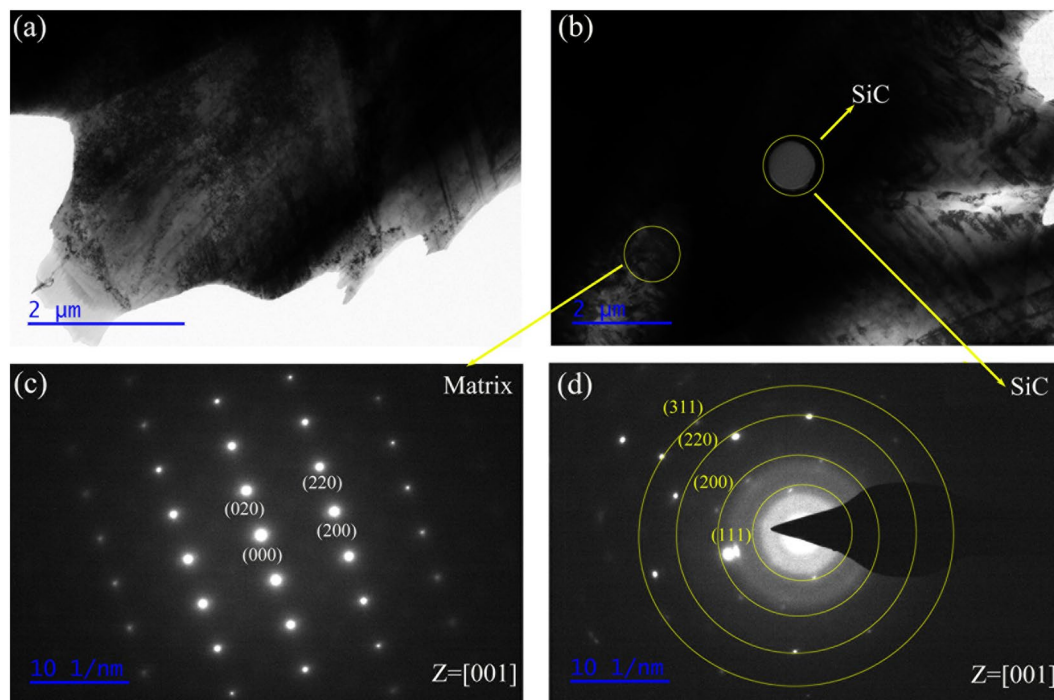 (a)
2 μm
(b)
SiC
2 μm
(c)
Matrix
(220)
(020)
(200)
(000)
10 1/nm
Z=[001]
(d)
SiC
(311)
(220)
(200)
(111)
10 1/nm
Z=[001]